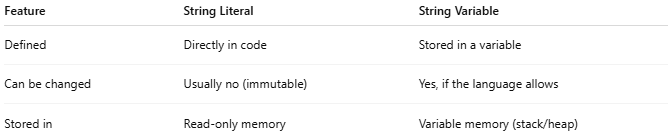 Feature String Literal String Variable
Defined Directly in code Stored in a variable
Can be changed Usually no (immutable) Yes, if the language allows
Stored in Read-only memory Variable memory (stack/heap)